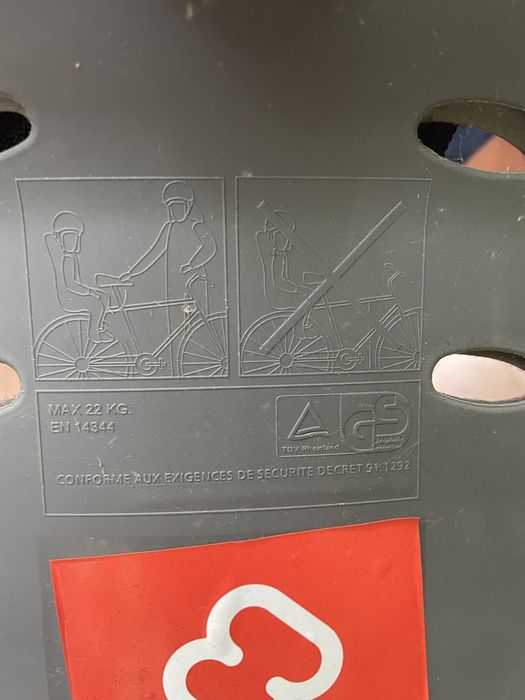 MAX 22 KG.
EN 14344
TÜV Rheinland
GS
CONFORME AUX EXIGENCES DE SECURITE DECRET 91.1292